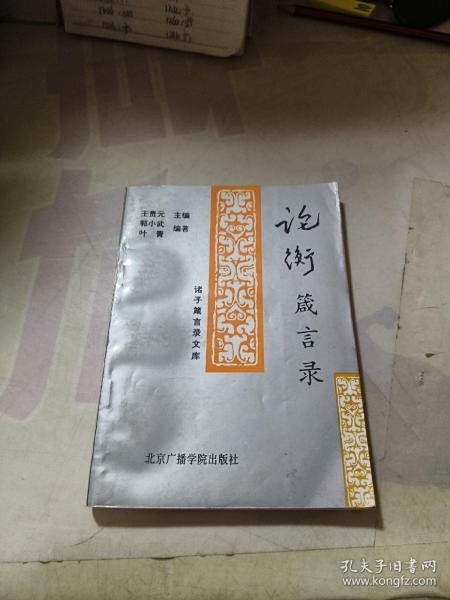 论衡 箴言录
王贵元 主编
郭小武 编著
叶青
诸子箴言录文库
北京广播学院出版社
孔夫子旧书网
www.kongfz.com